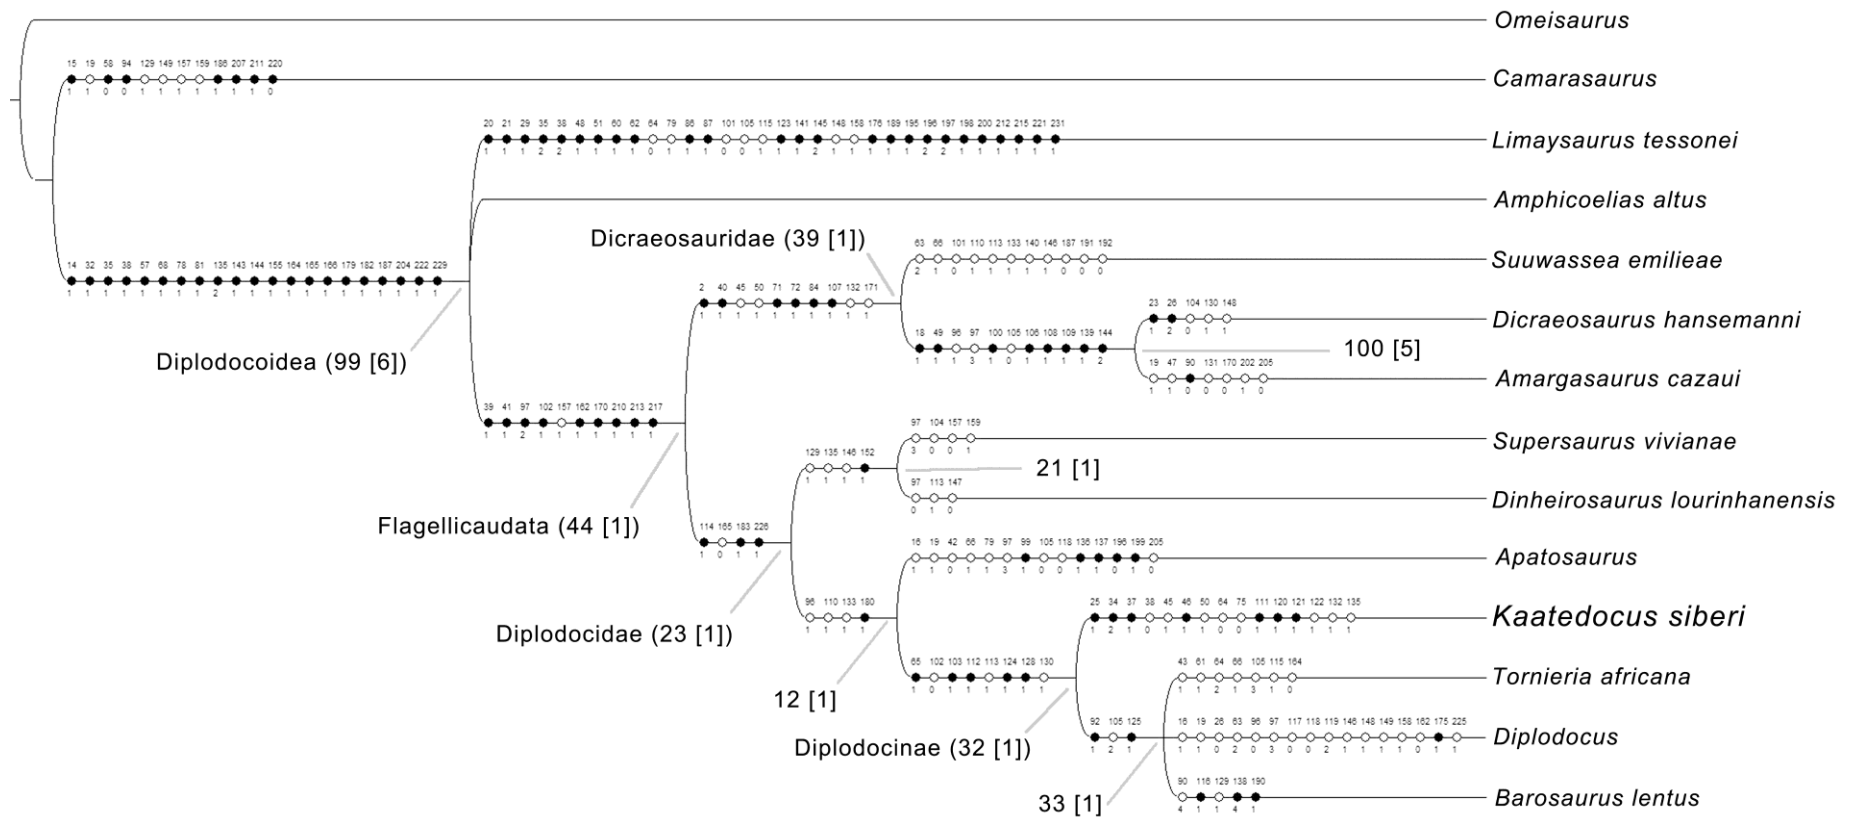 Omeisaurus
15 19 58 94 129 149 157 159 186 207 211 220
Camarasaurus
1 1 0 0 1 1 1 1 1 1 1 0
20 21 29 35 38 48 51 60 62 64 79 86 87 101 105 115 123 141 145 148 158 176 189 195 196 197 198 200 212 215 221 231
Limaysaurus tessonei
1 1 1 2 2 1 1 1 1 0 1 1 1 0 0 1 1 1 2 1 1 1 1 1 2 2 1 1 1 1 1 1
Amphicoelias altus
Dicraeosauridae (39 [1])
63 66 101 110 113 133 140 146 187 191 192
Suuwassea emilieae
2 1 0 1 1 1 1 1 0 0 0
14 32 35 38 57 68 78 81 135 143 144 155 164 165 166 179 182 187 204 222 229
1 1 1 1 1 1 1 1 2 1 1 1 1 1 1 1 1 1 1 1 1
2 40 45 50 71 72 84 107 132 171
1 1 1 1 1 1 1 1 1 1
23 26 104 130 148
Dicraeosaurus hansemanni
1 2 0 1 1
18 49 96 97 100 105 106 108 109 139 144
1 1 1 3 1 0 1 1 1 1 2
100 [5]
Diplodocoidea (99 [6])
19 47 90 131 170 202 205
Amargasaurus cazaui
1 1 0 0 0 1 0
39 41 97 102 157 162 170 210 213 217
1 1 2 1 1 1 1 1 1 1
97 104 157 159
Supersaurus vivianae
3 0 0 1
129 135 146 152
1 1 1 1
21 [1]
97 113 147
Dinheirosaurus lourinhanensis
0 1 0
Flagellicaudata (44 [1])
114 165 183 226
1 0 1 1
16 19 42 66 79 97 99 105 118 136 137 196 199 205
Apatosaurus
1 1 0 1 1 3 1 0 0 1 1 0 1 0
96 110 133 180
1 1 1 1
25 34 37 38 45 46 50 64 75 111 120 121 122 132 135
Kaatedocus siberi
1 2 1 0 1 1 1 0 0 1 1 1 1 1 1
Diplodocidae (23 [1])
65 102 103 112 113 124 128 130
1 0 1 1 1 1 1 1
43 61 64 66 105 115 164
Tornieria africana
1 1 2 1 3 1 0
12 [1]
92 105 125
1 2 1
16 19 26 63 96 97 117 118 119 146 148 149 158 162 175 225
Diplodocus
1 1 0 2 0 3 0 0 2 1 1 1 1 0 1 1
Diplodocinae (32 [1])
90 116 129 138 190
Barosaurus lentus
4 1 1 4 1
33 [1]